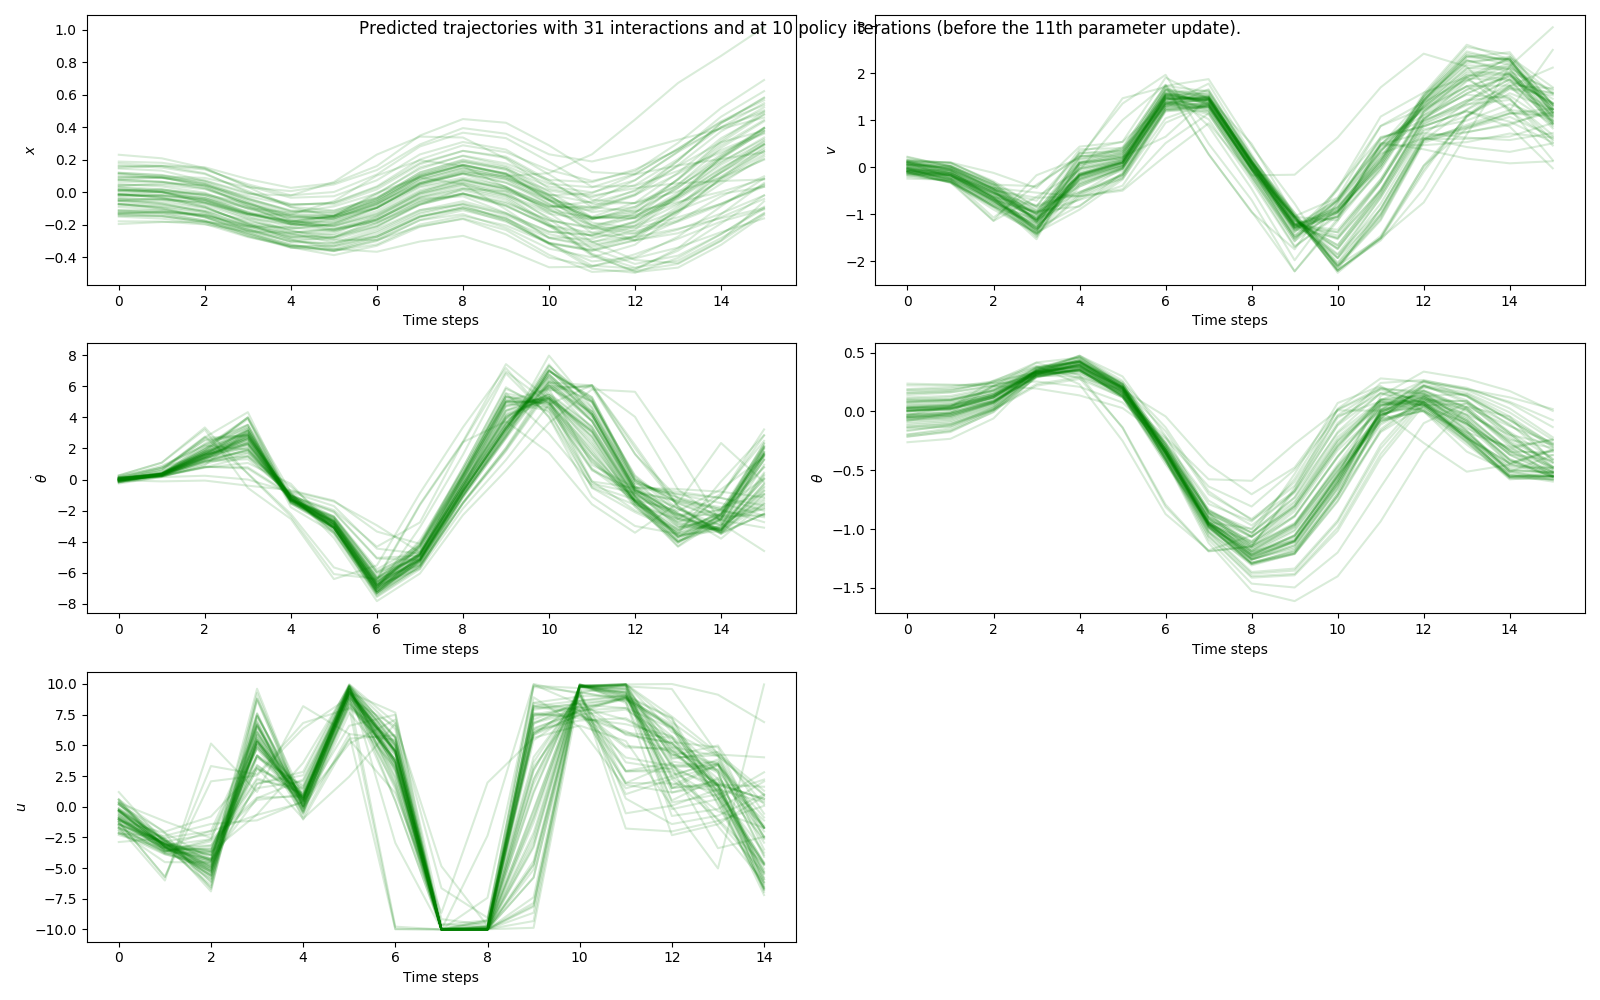 Predicted trajectories with 31 interactions and at 10 policy iterations (before the 11th parameter update).
1.0
0.8
0.6
0.4
0.2
0.0
−0.2
−0.4
x
0 2 4 6 8 10 12 14
Time steps
3
2
1
0
−1
−2
v
0 2 4 6 8 10 12 14
Time steps
8
6
4
2
0
−2
−4
−6
−8
θ̇
0 2 4 6 8 10 12 14
Time steps
0.5
0.0
−0.5
−1.0
−1.5
θ
0 2 4 6 8 10 12 14
Time steps
10.0
7.5
5.0
2.5
0.0
−2.5
−5.0
−7.5
−10.0
u
0 2 4 6 8 10 12 14
Time steps